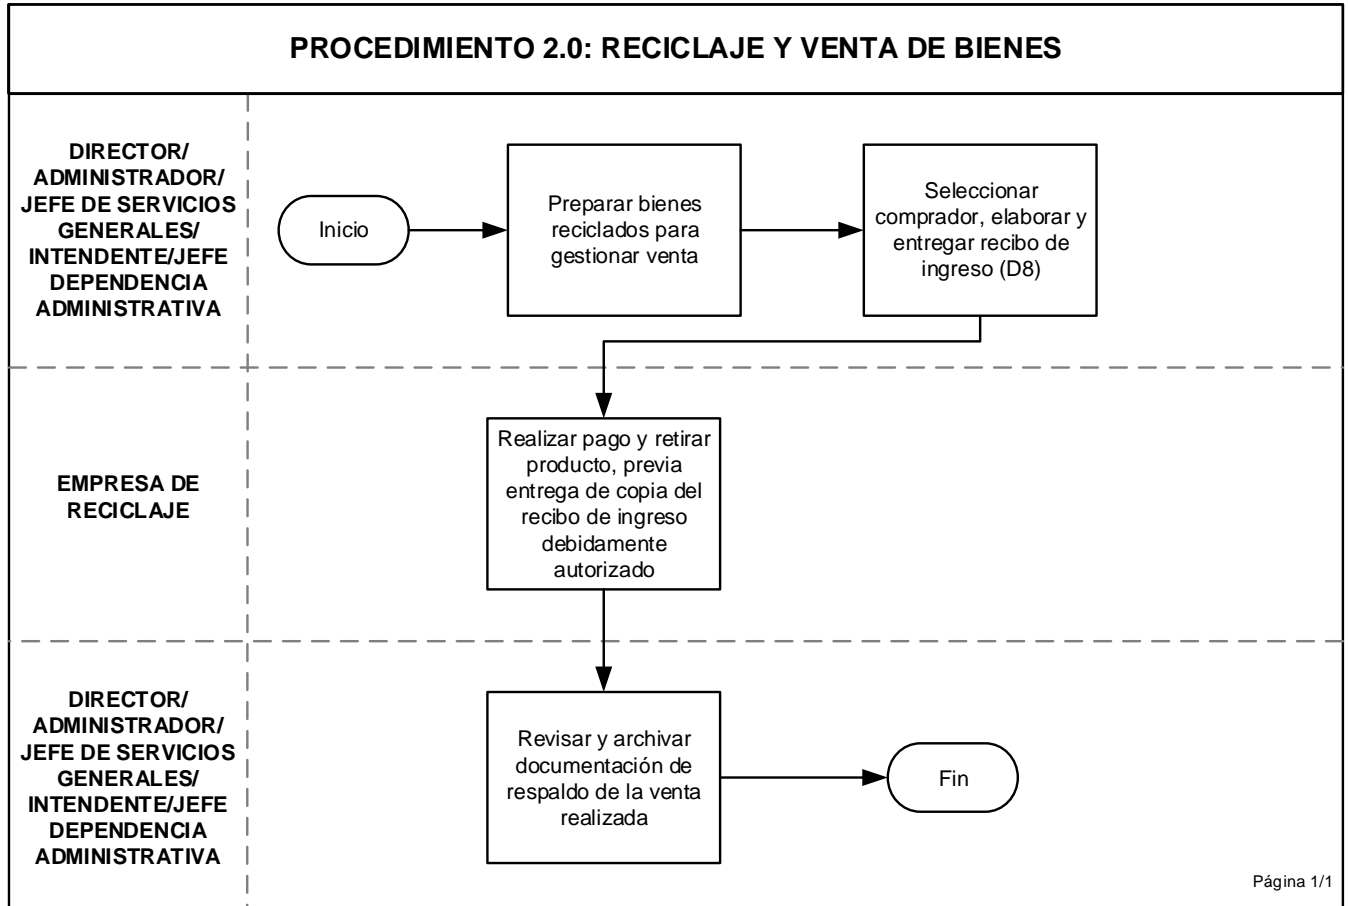 PROCEDIMIENTO 2.0: RECICLAJE Y VENTA DE BIENES
DIRECTOR/
ADMINISTRADOR/
JEFE DE SERVICIOS
GENERALES/
INTENDENTE/JEFE
DEPENDENCIA
ADMINISTRATIVA
Inicio
Preparar bienes
reciclados para
gestionar venta
Seleccionar
comprador, elaborar y
entregar recibo de
ingreso (D8)
EMPRESA DE
RECICLAJE
Realizar pago y retirar
producto, previa
entrega de copia del
recibo de ingreso
debidamente
autorizado
DIRECTOR/
ADMINISTRADOR/
JEFE DE SERVICIOS
GENERALES/
INTENDENTE/JEFE
DEPENDENCIA
ADMINISTRATIVA
Revisar y archivar
documentación de
respaldo de la venta
realizada
Fin
Página 1/1